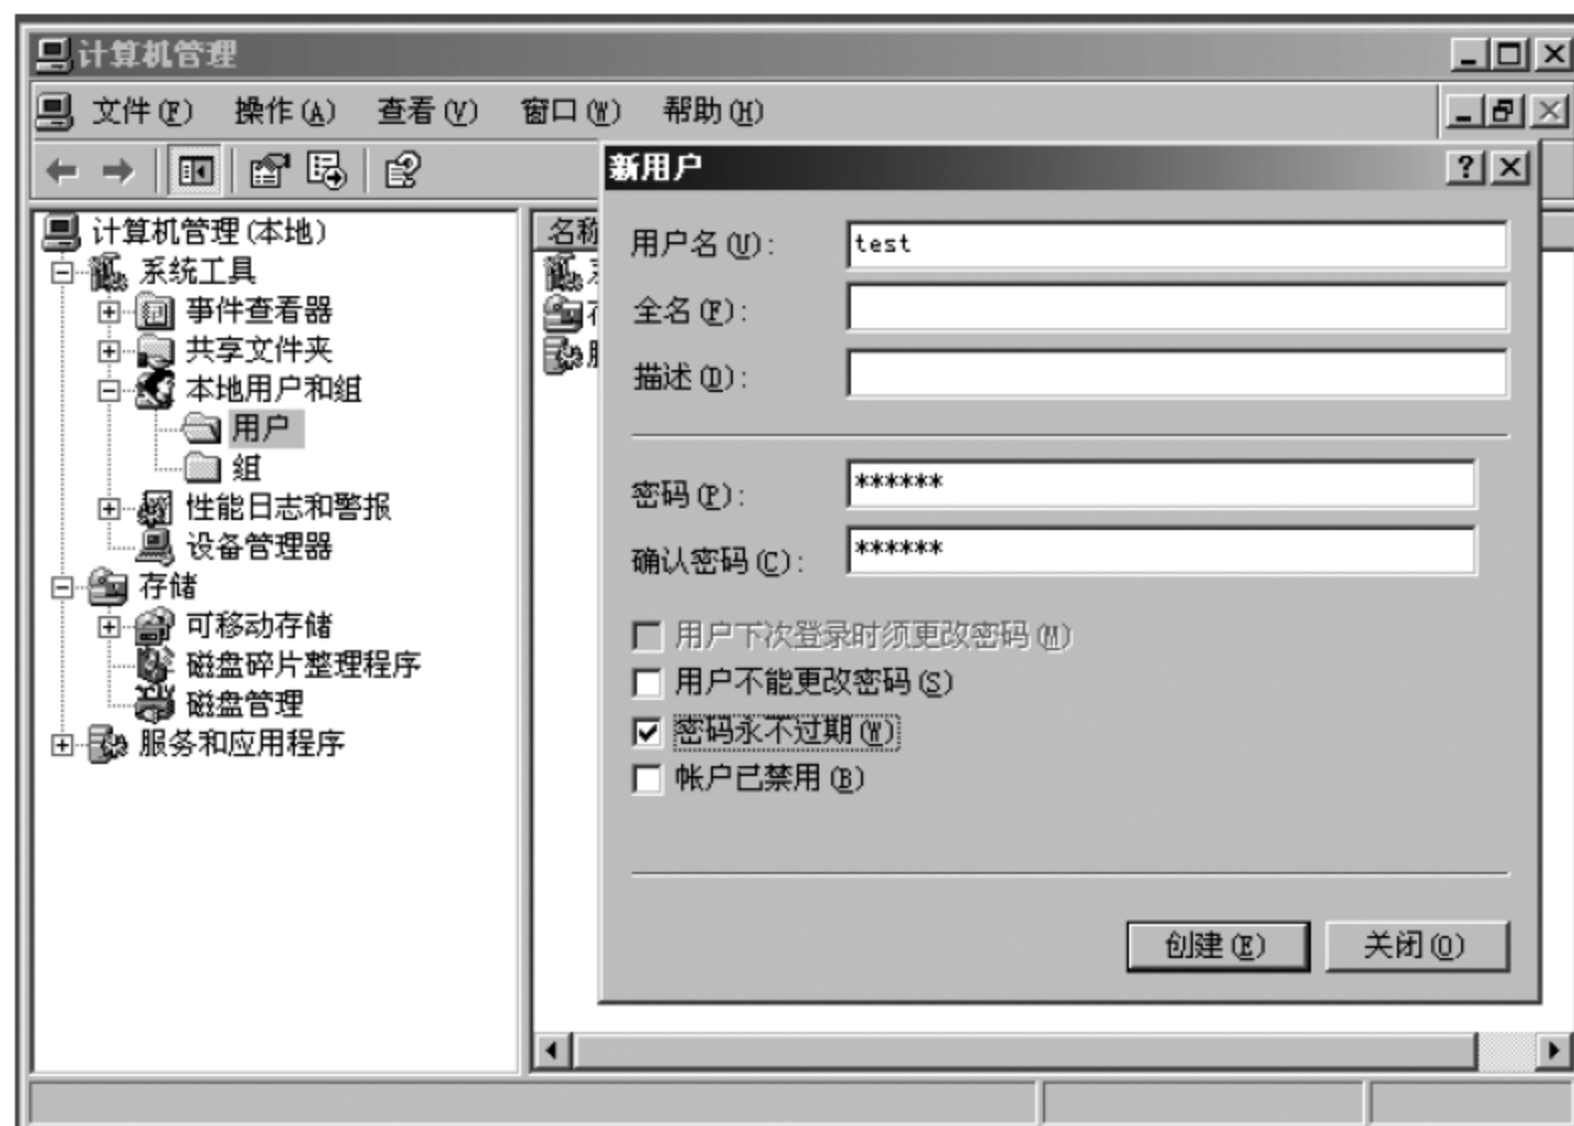 计算机管理
文件(F) 操作(A) 查看(V) 窗口(W) 帮助(H)
计算机管理(本地)
系统工具
事件查看器
共享文件夹
本地用户和组
用户
组
性能日志和警报
设备管理器
存储
可移动存储
磁盘碎片整理程序
磁盘管理
服务和应用程序
名称
新用户
用户名(U): test
全名(F):
描述(D):
密码(P): ******
确认密码(C): ******
用户下次登录时须更改密码(M)
用户不能更改密码(S)
密码永不过期(W)
帐户已禁用(B)
创建(E) 关闭(O)